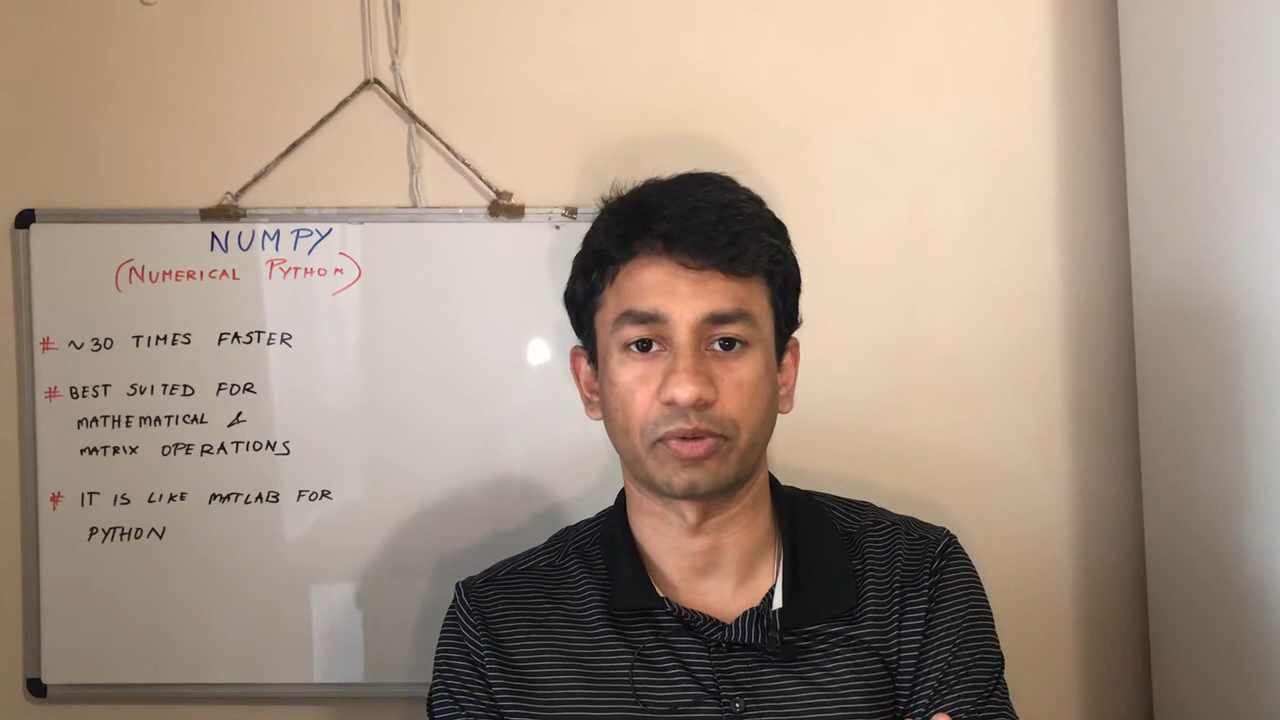 NUMPY
(NUMERICAL PYTHON)
# ~30 TIMES FASTER
# BEST SUITED FOR
MATHEMATICAL &
MATRIX OPERATIONS
# IT IS LIKE MATLAB FOR
PYTHON